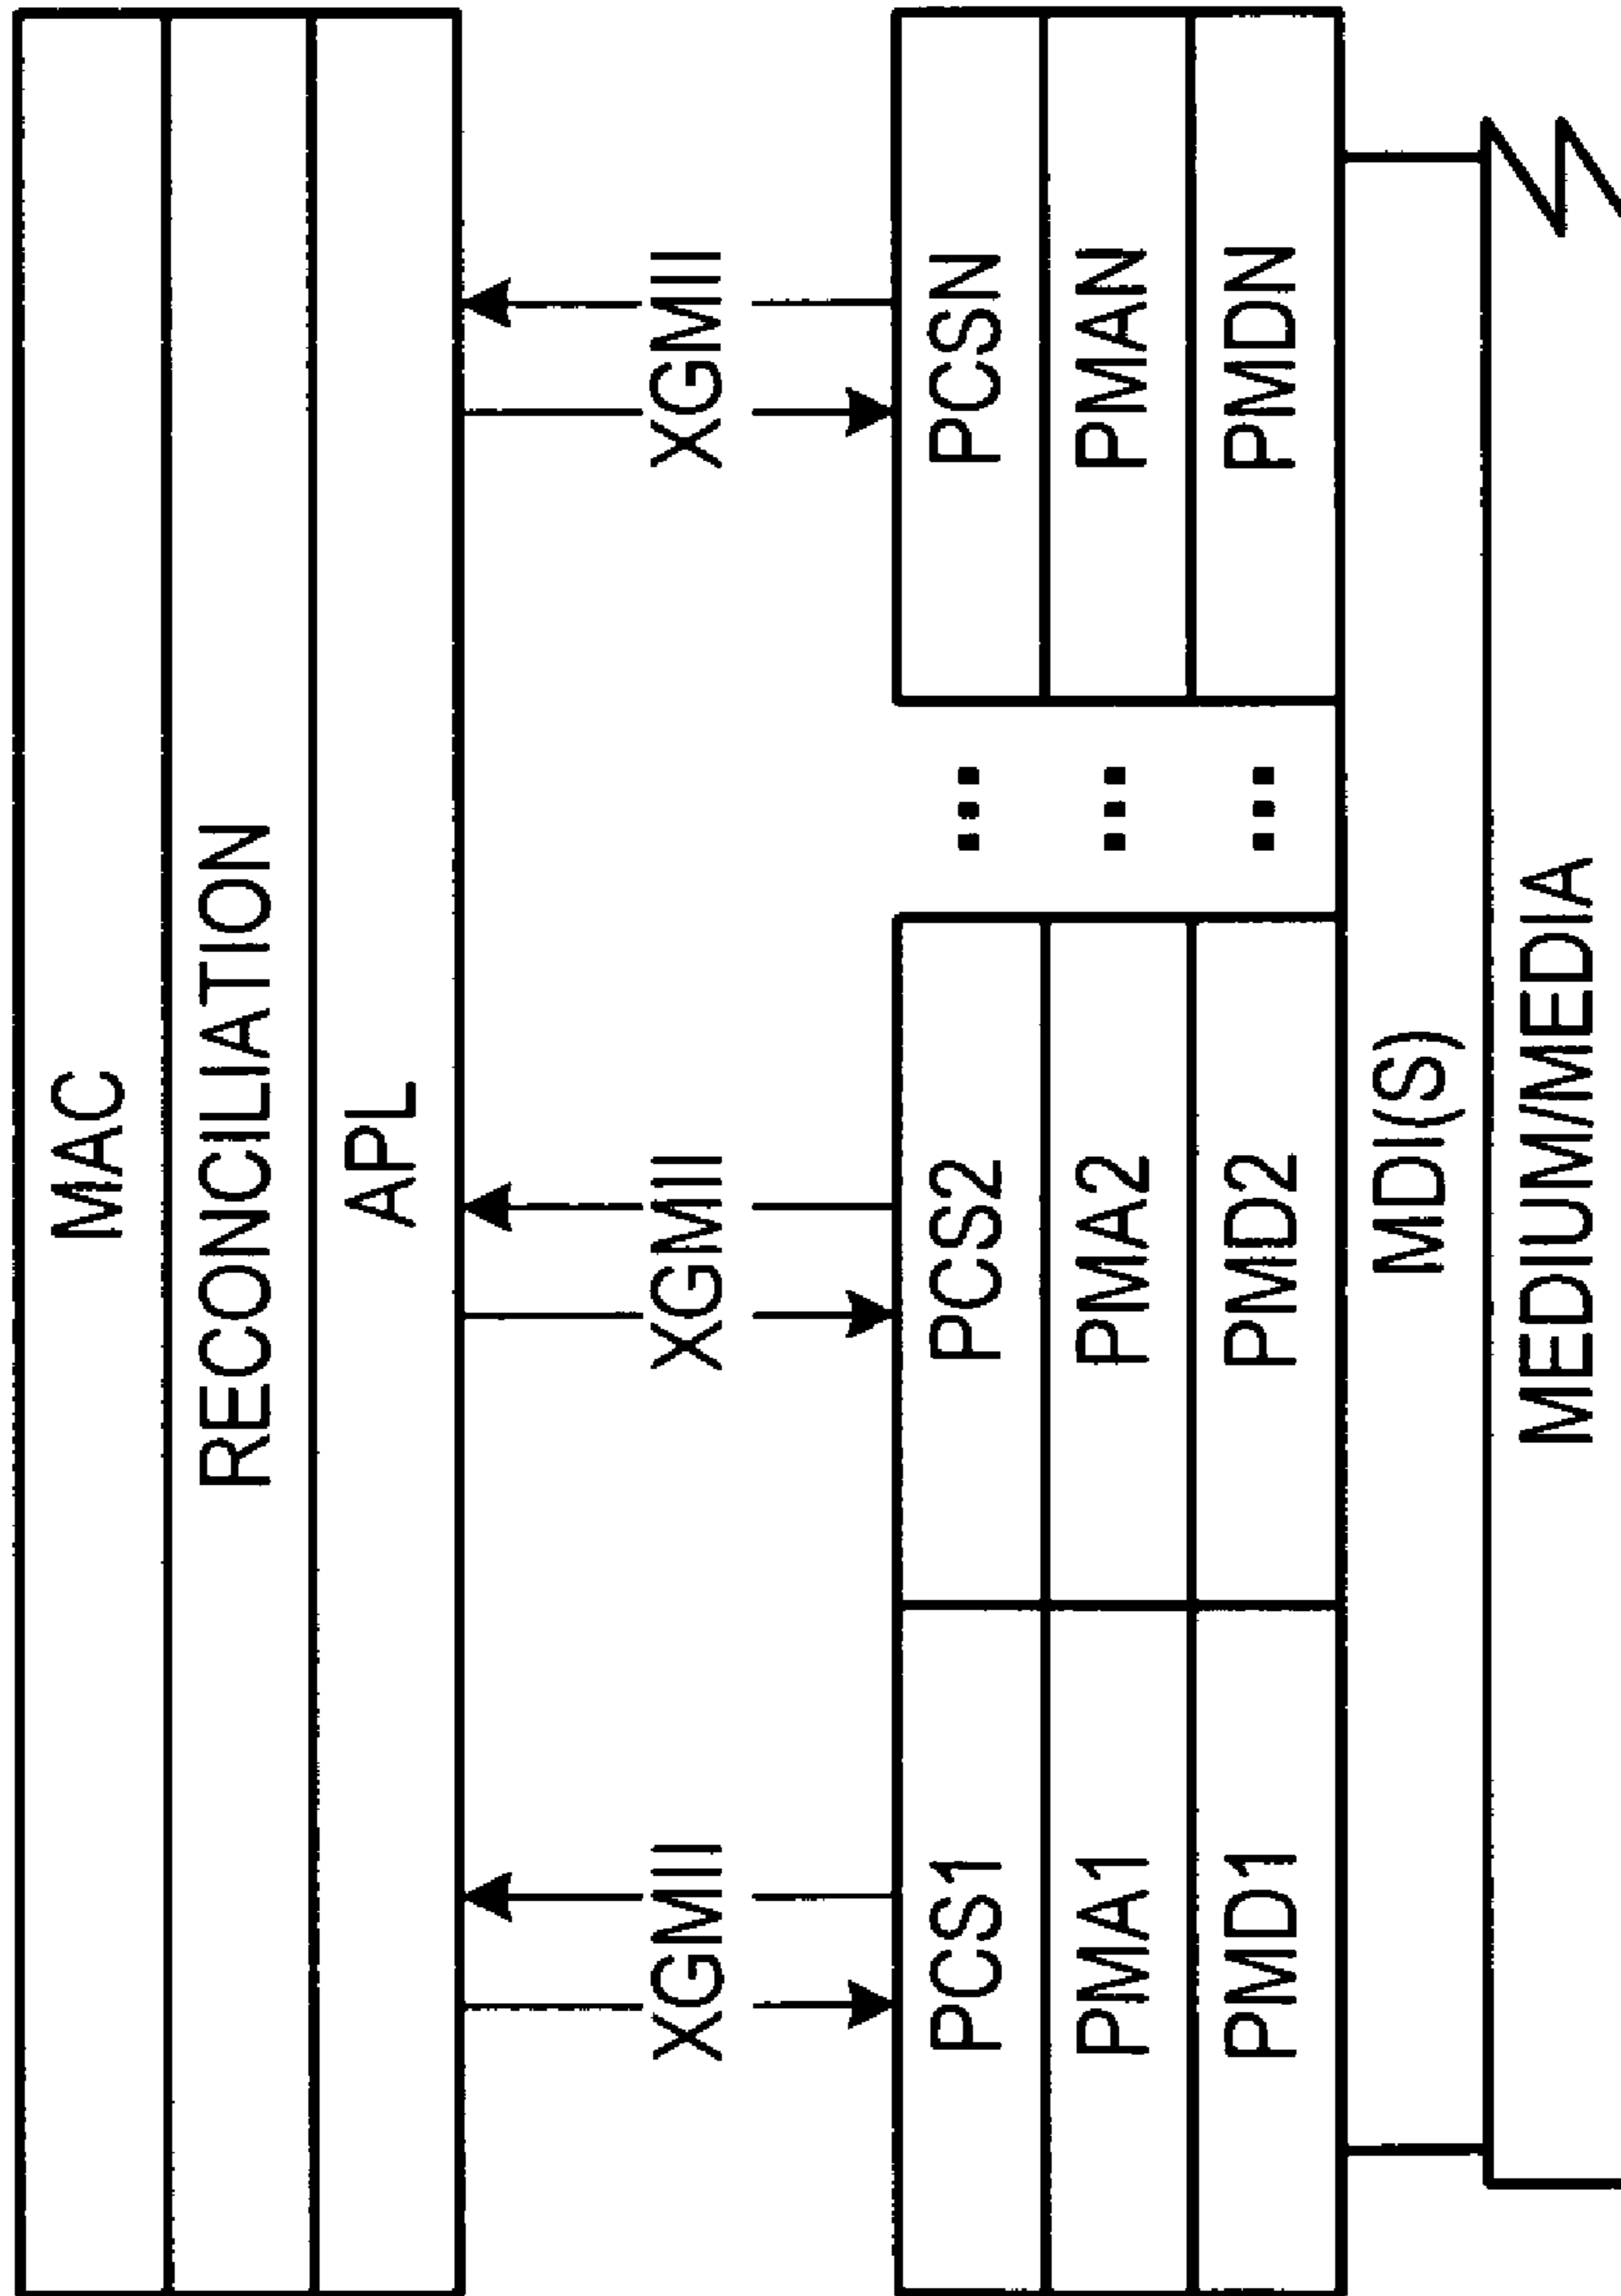 MAC
RECONCILIATION
APL
XGMII
XGMII
XGMII
PCS1
PCS2
...
PCSN
PMA1
PMA2
...
PMAN
PMD1
PMD2
...
PMDN
MDI(S)
MEDIUM/MEDIA